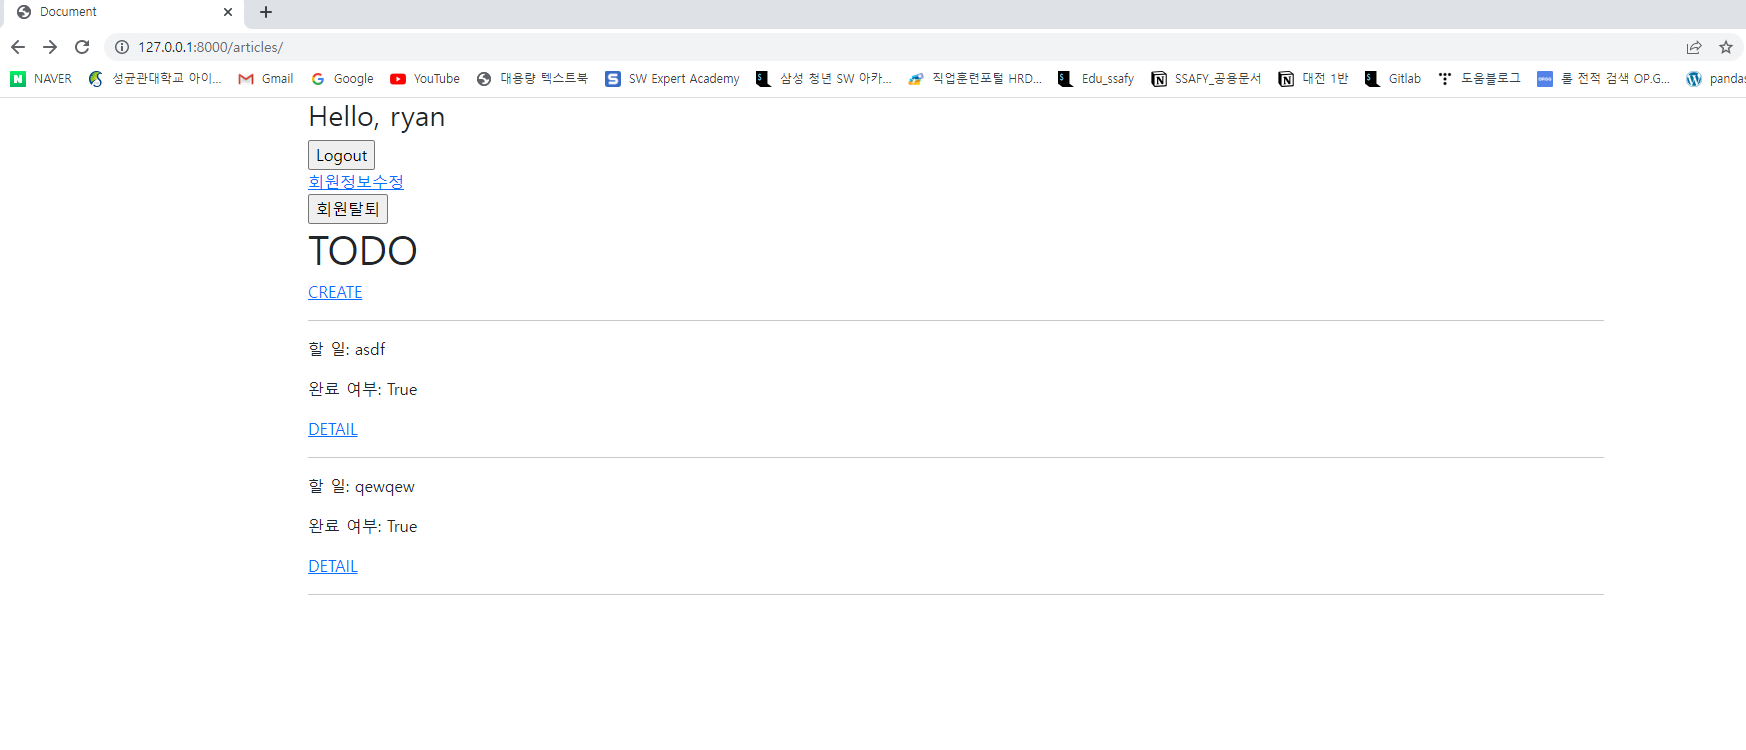 Document
127.0.0.1:8000/articles/
NAVER 성균관대학교 아이... Gmail Google YouTube 대용량 텍스트북 SW Expert Academy 삼성 청년 SW 아카... 직업훈련포털 HRD... Edu_ssafy SSAFY_공용문서 대전 1반 Gitlab 도움블로그 롤 전적 검색 OP.G... pandas
Hello, ryan
Logout
회원정보수정
회원탈퇴
TODO
CREATE
할 일: asdf
완료 여부: True
DETAIL
할 일: qewqew
완료 여부: True
DETAIL